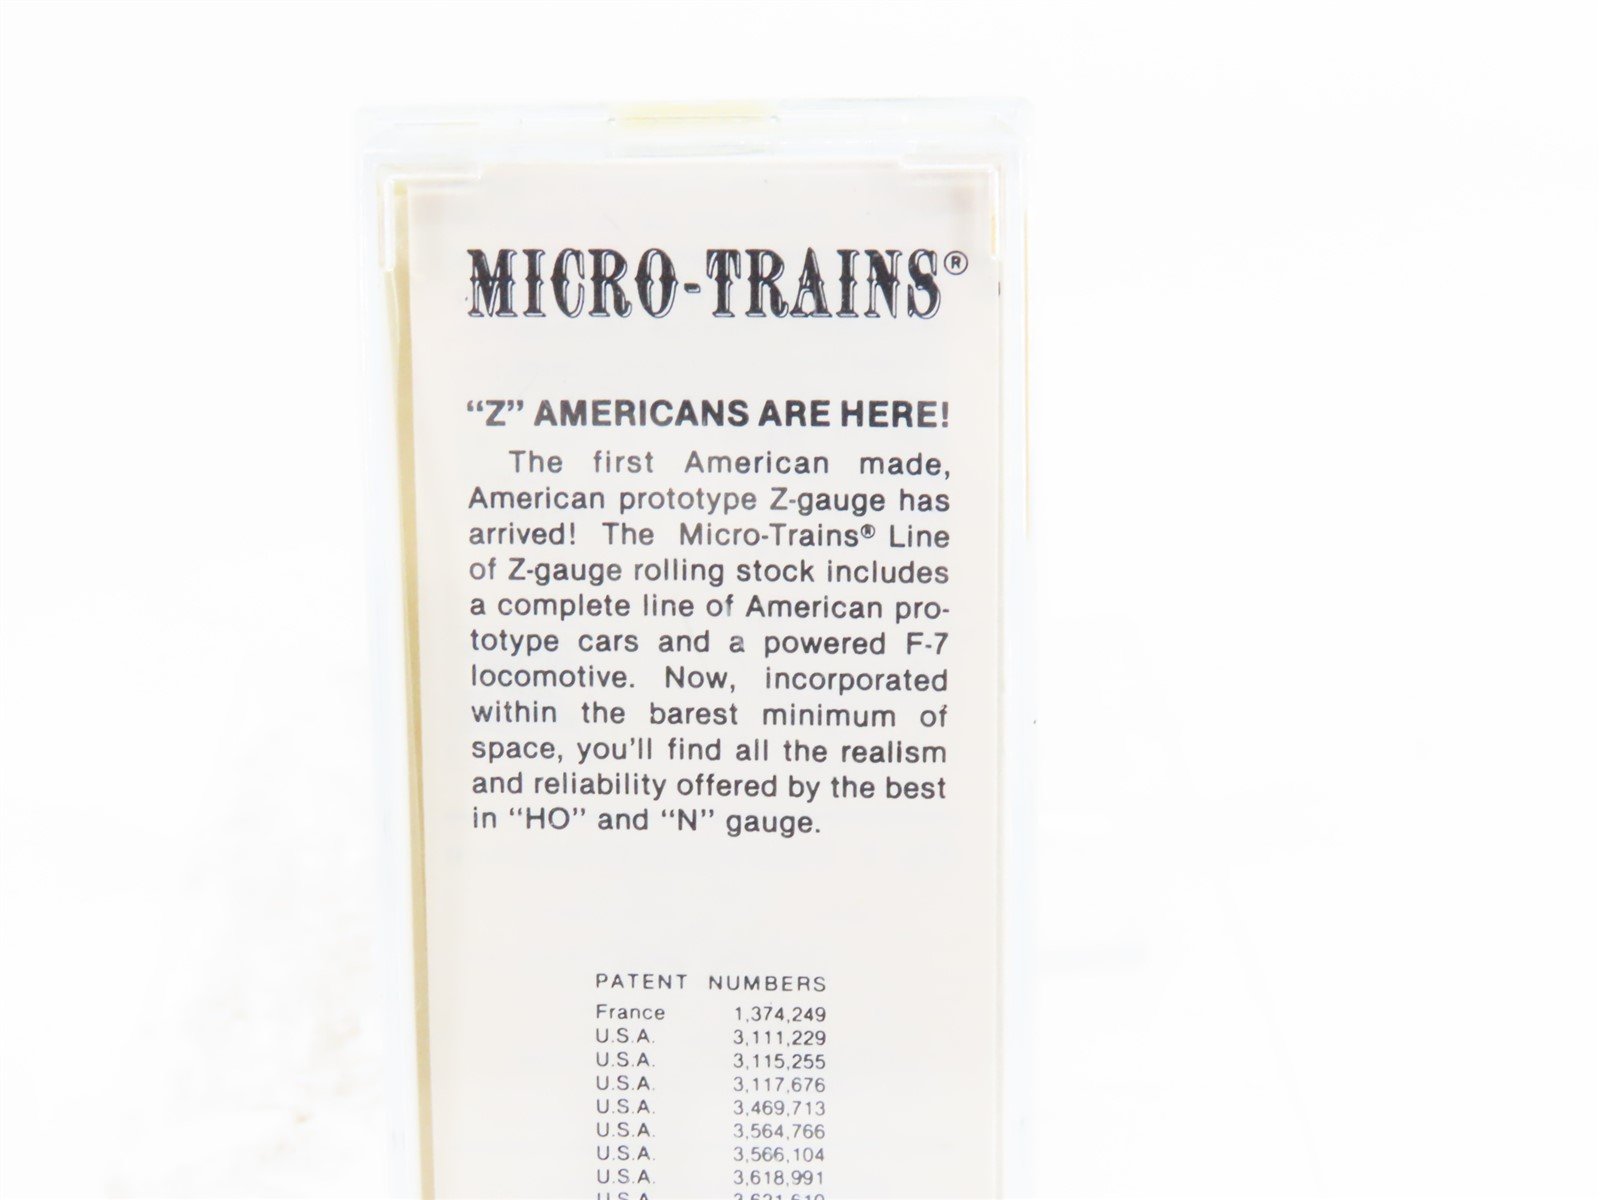 MICRO-TRAINS®
“Z” AMERICANS ARE HERE!
The first American made,
American prototype Z-gauge has
arrived! The Micro-Trains® Line
of Z-gauge rolling stock includes
a complete line of American pro-
totype cars and a powered F-7
locomotive. Now, incorporated
within the barest minimum of
space, you'll find all the realism
and reliability offered by the best
in “HO” and “N” gauge.
PATENT NUMBERS
France 1,374,249
U.S.A. 3,111,229
U.S.A. 3,115,255
U.S.A. 3,117,676
U.S.A. 3,469,713
U.S.A. 3,564,766
U.S.A. 3,566,104
U.S.A. 3,618,991
U.S.A.